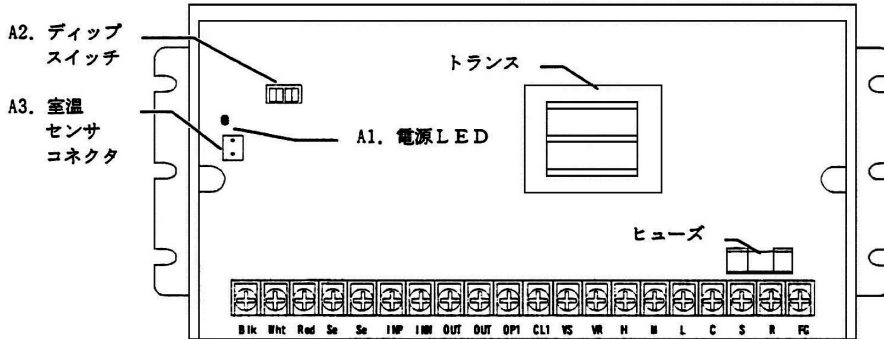 A2. ディップ
スイッチ
A3. 室温
センサ
コネクタ
A1. 電源LED
トランス
ヒューズ
Blk Wht Red Se Se INP INM OUT OUT OP1 CL1 VS VR H M L C S R FG